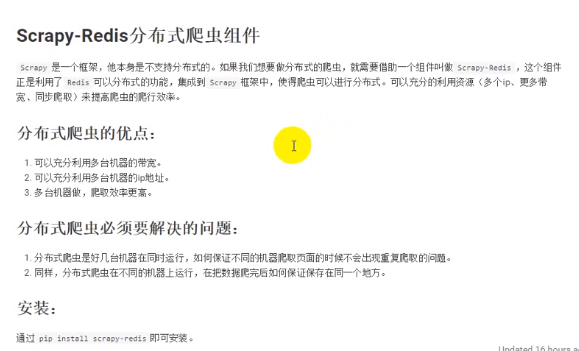 Scrapy-Redis分布式爬虫组件
Scrapy 是一个框架，他本身是不支持分布式的。如果我们想要做分布式的爬虫，就需要借助一个组件叫做 Scrapy-Redis ，这个组件
正是利用了 Redis 可以分布式的功能，集成到 Scrapy 框架中，使得爬虫可以进行分布式。可以充分的利用资源（多个ip、更多带
宽、同步爬取）来提高爬虫的爬行效率。
分布式爬虫的优点：
1. 可以充分利用多台机器的带宽。
2. 可以充分利用多台机器的ip地址。
3. 多台机器做，爬取效率更高。
分布式爬虫必须要解决的问题：
1. 分布式爬虫是好几台机器在同时运行，如何保证不同的机器爬取页面的时候不会出现重复爬取的问题。
2. 同样，分布式爬虫在不同的机器上运行，在把数据爬完后如何保证保存在同一个地方。
安装：
通过 pip install scrapy-redis 即可安装。
Updated 16 hours